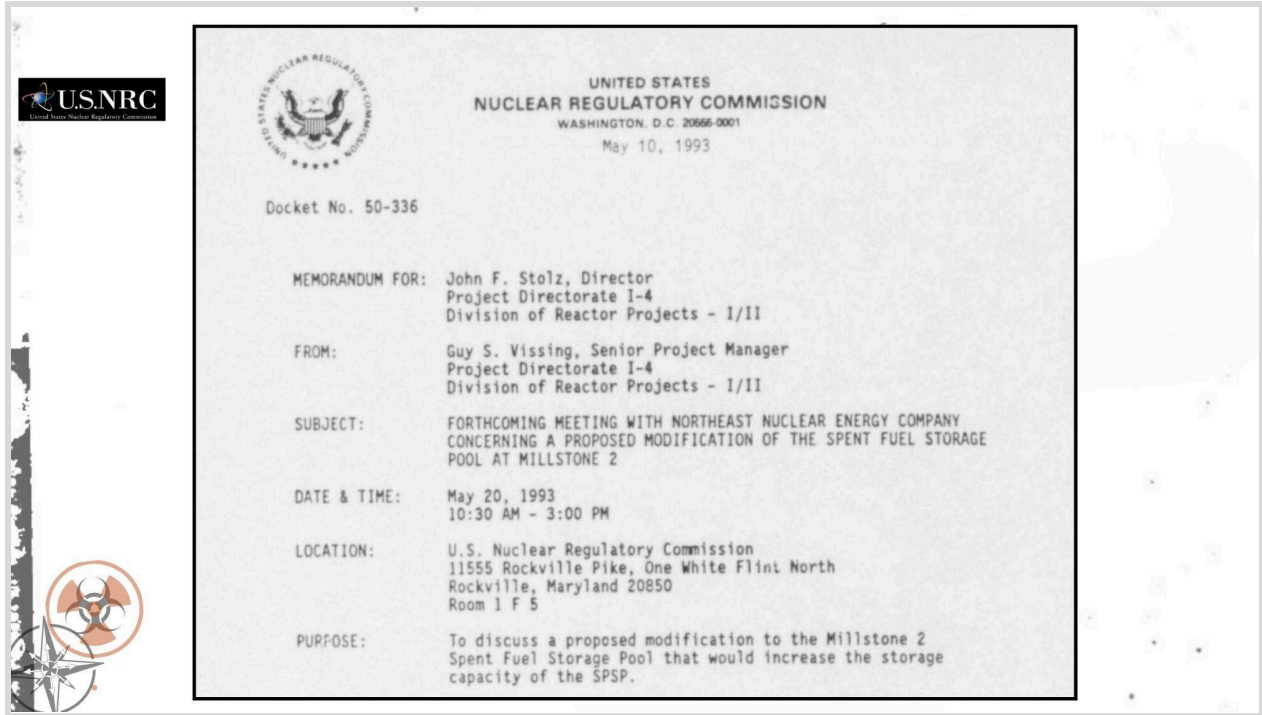 U.S.NRC
United States Nuclear Regulatory Commission
UNITED STATES NUCLEAR REGULATORY COMMISSION
UNITED STATES
NUCLEAR REGULATORY COMMISSION
WASHINGTON, D.C. 20555-0001
May 10, 1993
Docket No. 50-336
MEMORANDUM FOR: John F. Stolz, Director
Project Directorate I-4
Division of Reactor Projects - I/II
FROM: Guy S. Vissing, Senior Project Manager
Project Directorate I-4
Division of Reactor Projects - I/II
SUBJECT: FORTHCOMING MEETING WITH NORTHEAST NUCLEAR ENERGY COMPANY
CONCERNING A PROPOSED MODIFICATION OF THE SPENT FUEL STORAGE
POOL AT MILLSTONE 2
DATE & TIME: May 20, 1993
10:30 AM - 3:00 PM
LOCATION: U.S. Nuclear Regulatory Commission
11555 Rockville Pike, One White Flint North
Rockville, Maryland 20850
Room 1 F 5
PURPOSE: To discuss a proposed modification to the Millstone 2
Spent Fuel Storage Pool that would increase the storage
capacity of the SPSP.